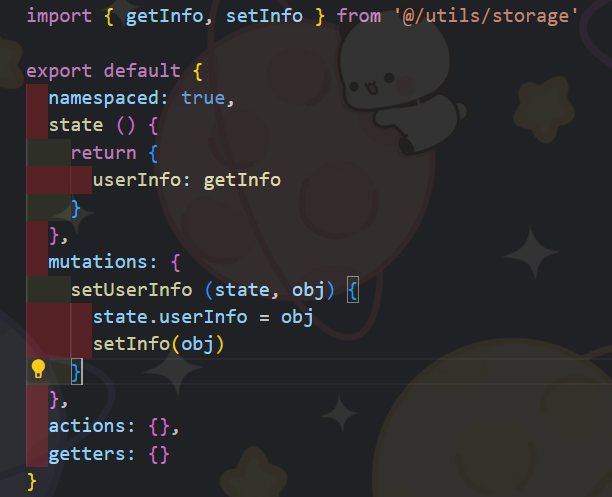 import { getInfo, setInfo } from '@/utils/storage'
export default {
namespaced: true,
state () {
return {
userInfo: getInfo
}
},
mutations: {
setUserInfo (state, obj) {
state.userInfo = obj
setInfo(obj)
}
},
actions: {},
getters: {}
}